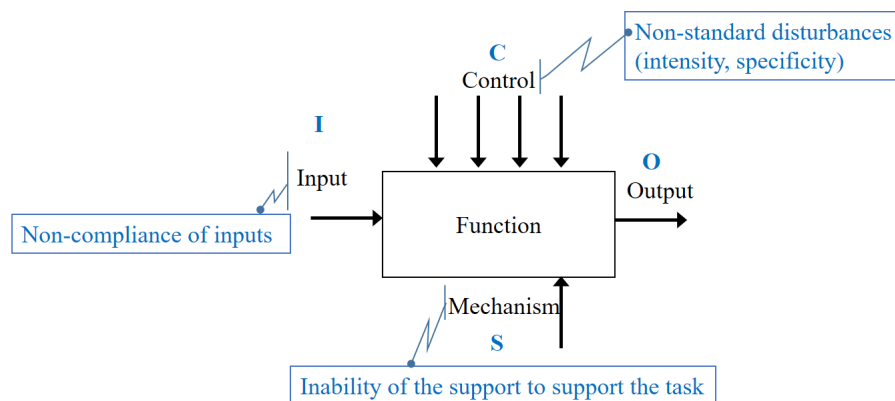 Non-standard disturbances
(intensity, specificity)
C
Control
I
Input
O
Output
Non-compliance of inputs
Function
Mechanism
S
Inability of the support to support the task